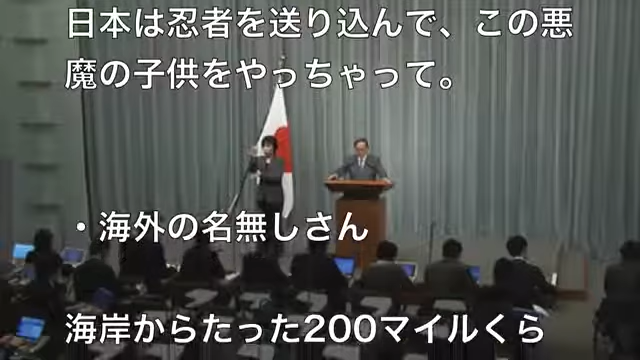 日本は忍者を送り込んで、この悪
魔の子供をやっちゃって。
・海外の名無しさん
海岸からたった200マイルくら